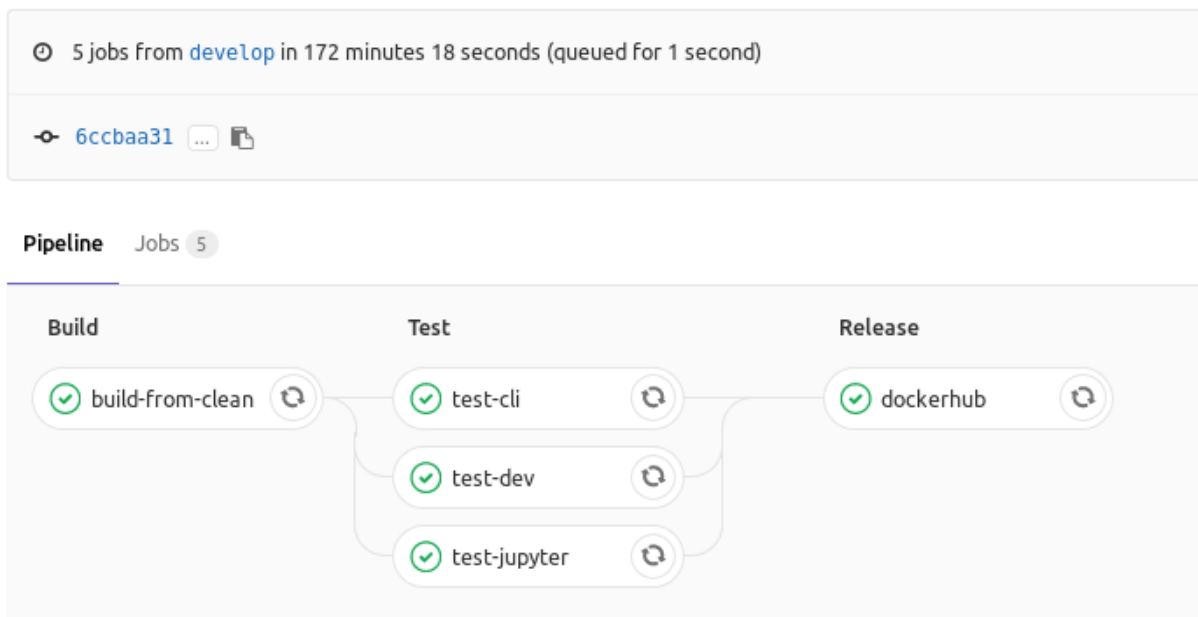 5 jobs from develop in 172 minutes 18 seconds (queued for 1 second)
6ccbaa31 ...
Pipeline Jobs 5
Build Test Release
build-from-clean test-cli dockerhub
test-dev
test-jupyter